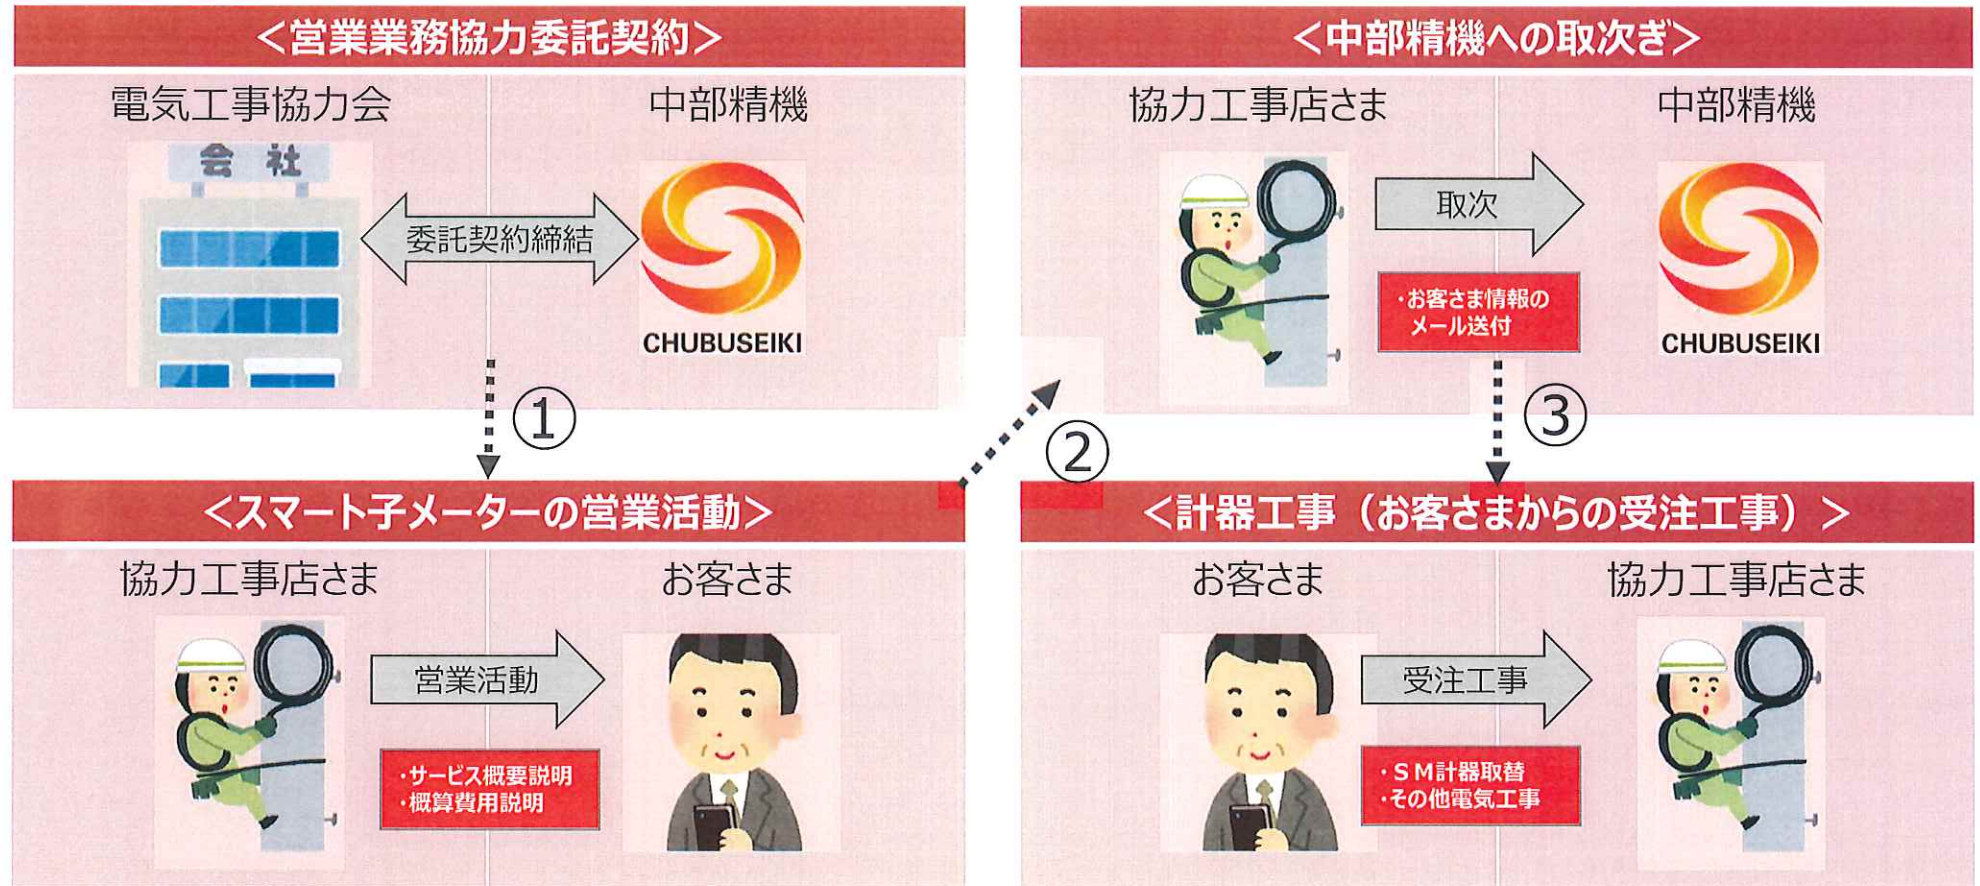 ＜営業業務協力委託契約＞
電気工事協力会
中部精機
会 社
委託契約締結
CHUBUSEIKI
①
＜スマート子メーターの営業活動＞
協力工事店さま
お客さま
営業活動
・サービス概要説明
・概算費用説明
②
＜中部精機への取次ぎ＞
協力工事店さま
中部精機
取次
・お客さま情報の
メール送付
CHUBUSEIKI
③
＜計器工事（お客さまからの受注工事）＞
お客さま
協力工事店さま
受注工事
・ＳＭ計器取替
・その他電気工事